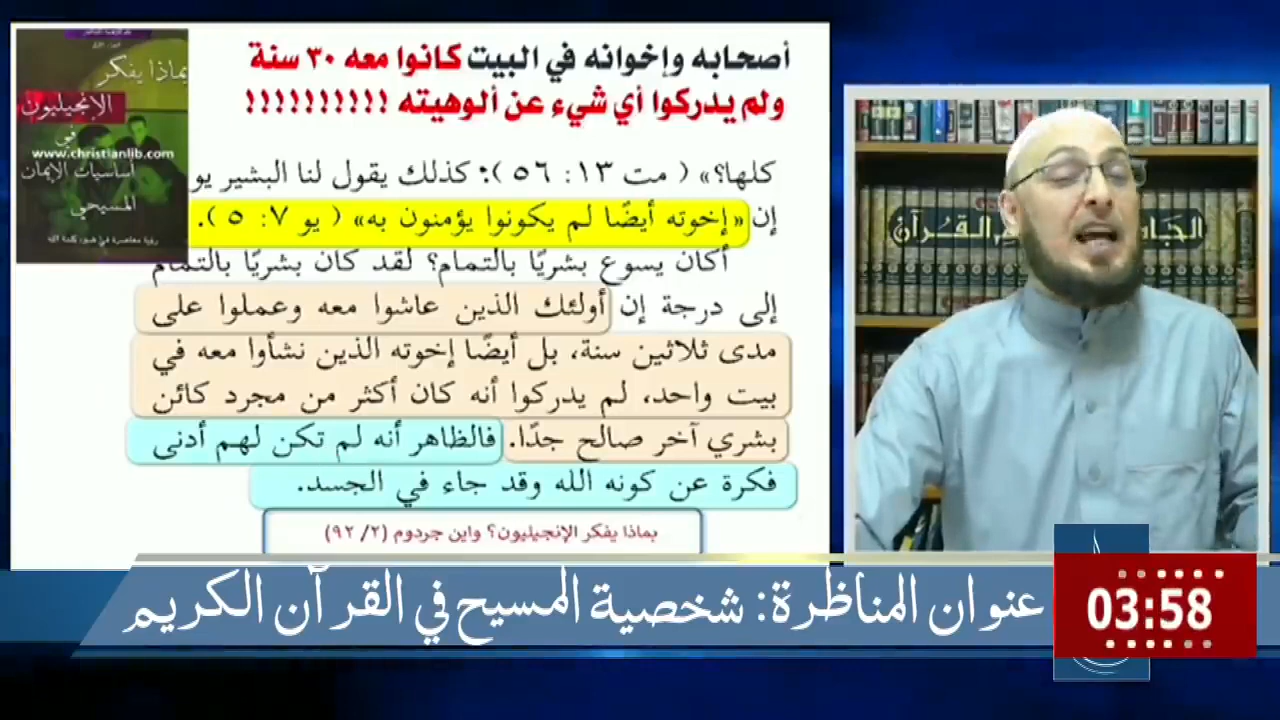 أصحابه وإخوانه في البيت كانوا معه ٣٠ سنة
ولم يدركوا أي شيء عن ألوهيته !!!!!!!!!!
بماذا يفكر
الإنجيليون
في
www.christianlib.com
أساسيات الإيمان
المسيحي
كلها؟» ( مت ١٣: ٥٦ ): كذلك يقول لنا البشير يو
إن «إخوته أيضًا لم يكونوا يؤمنون به» ( يو ٧: ٥ ).
أكان يسوع بشريًا بالتمام؟ لقد كان بشريًا بالتمام
إلى درجة إن أولئك الذين عاشوا معه وعملوا على
مدى ثلاثين سنة، بل أيضًا إخوته الذين نشأوا معه في
بيت واحد، لم يدركوا أنه كان أكثر من مجرد كائن
بشري آخر صالح جدًا. فالظاهر أنه لم تكن لهم أدنى
فكرة عن كونه الله وقد جاء في الجسد.
بماذا يفكر الإنجيليون؟ واين جردوم (٢/ ٩٢)
القرآن
عنوان المناظرة: شخصية المسيح في القرآن الكريم
03:58